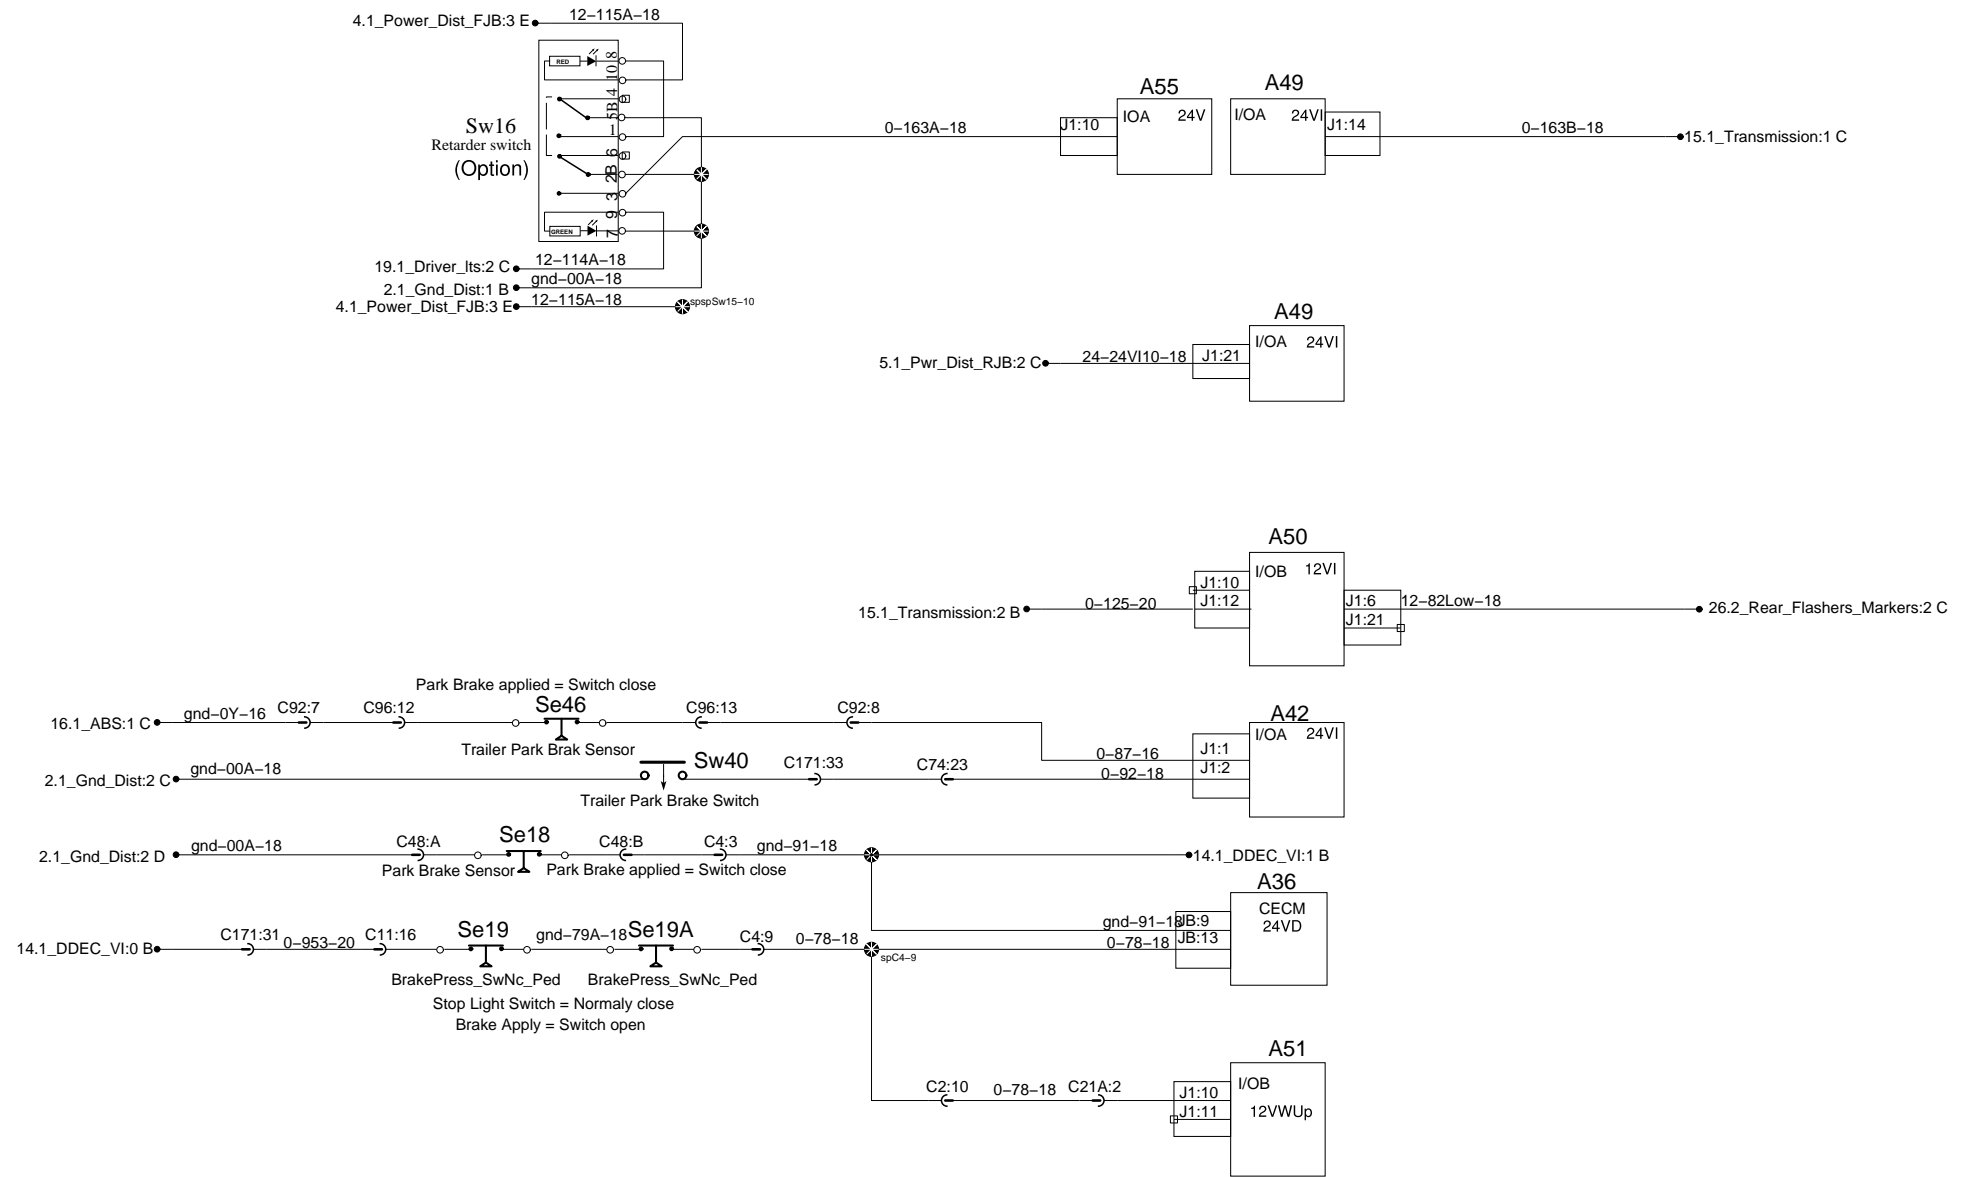 4.1_Power_Dist_FJB:3 E
12-115A-18
RED
8
10
4
5B
1
6
2B
3
9
7
GREEN
Sw16
Retarder switch
(Option)
19.1_Driver_lts:2 C
12-114A-18
2.1_Gnd_Dist:1 B
gnd-00A-18
4.1_Power_Dist_FJB:3 E
12-115A-18
spspSw15-10
0-163A-18
A55
J1:10
IOA
24V
A49
I/OA
24VI
J1:14
0-163B-18
15.1_Transmission:1 C
A49
5.1_Pwr_Dist_RJB:2 C
24-24VI10-18
J1:21
I/OA
24VI
A50
I/OB
12VI
J1:10
15.1_Transmission:2 B
0-125-20
J1:12
J1:6
12-82Low-18
26.2_Rear_Flashers_Markers:2 C
J1:21
Park Brake applied = Switch close
16.1_ABS:1 C
gnd-0Y-16
C92:7
C96:12
Se46
C96:13
C92:8
Trailer Park Brak Sensor
A42
I/OA
24VI
0-87-16
J1:1
2.1_Gnd_Dist:2 C
gnd-00A-18
Sw40
C171:33
C74:23
0-92-18
J1:2
Trailer Park Brake Switch
2.1_Gnd_Dist:2 D
gnd-00A-18
C48:A
Se18
C48:B
C4:3
gnd-91-18
14.1_DDEC_VI:1 B
Park Brake Sensor
Park Brake applied = Switch close
A36
CECM
24VD
gnd-91-18
JB:9
14.1_DDEC_VI:0 B
C171:31
0-953-20
C11:16
Se19
gnd-79A-18
Se19A
C4:9
0-78-18
spC4-9
0-78-18
JB:13
BrakePress_SwNc_Ped
BrakePress_SwNc_Ped
Stop Light Switch = Normaly close
Brake Apply = Switch open
A51
I/OB
12VWUp
C2:10
0-78-18
C21A:2
J1:10
J1:11